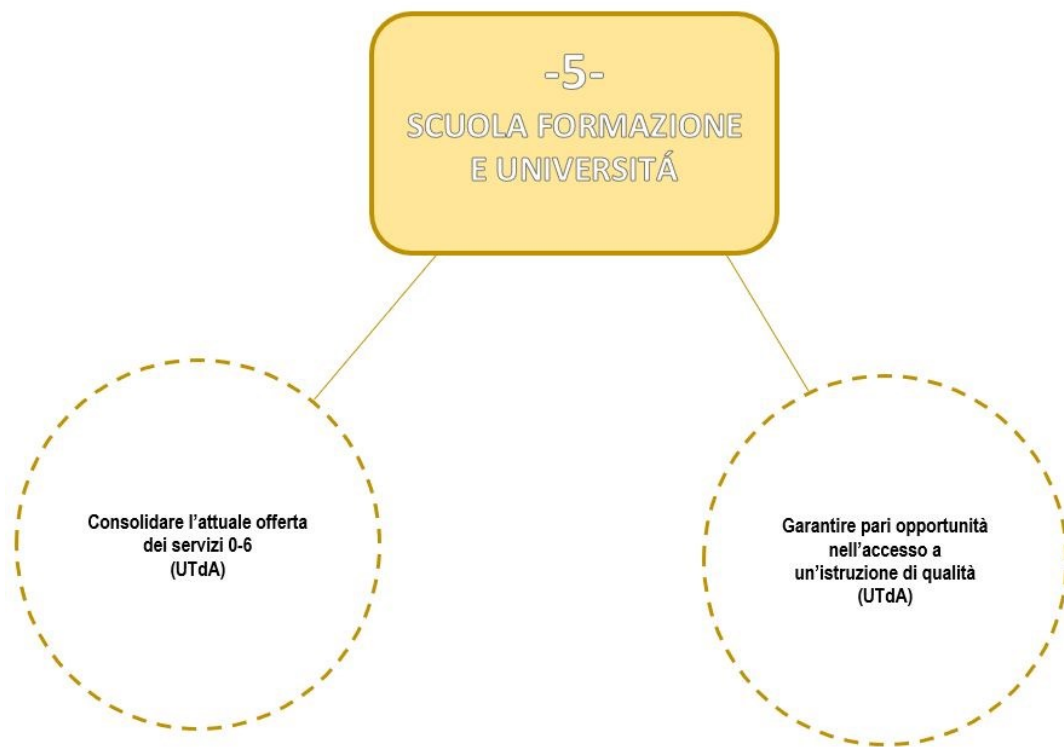 -5-
SCUOLA FORMAZIONE
E UNIVERSITÁ
Consolidare l’attuale offerta
dei servizi 0-6
(UTdA)
Garantire pari opportunità
nell’accesso a
un’istruzione di qualità
(UTdA)